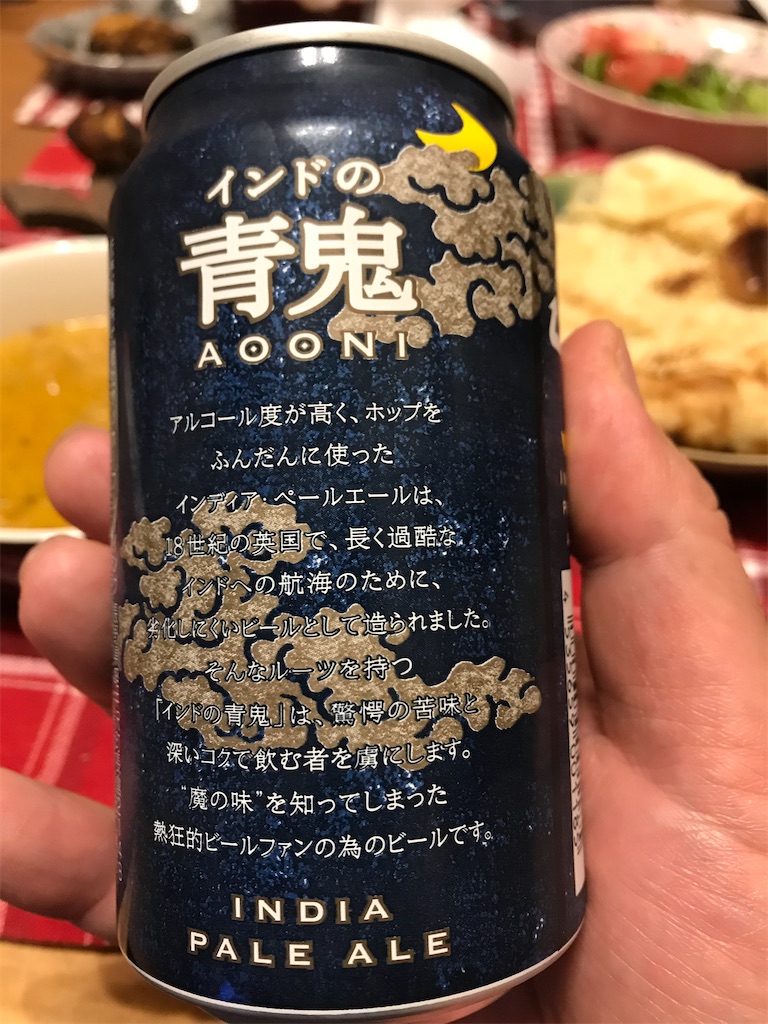 インドの
青鬼
AOONI
アルコール度が高く、ホップを
ふんだんに使った
インディア・ペールエールは、
18世紀の英国で、長く過酷な
インドへの航海のために、
劣化しにくいビールとして造られました。
そんなルーツを持つ
「インドの青鬼」は、驚愕の苦味と
深いコクで飲む者を虜にします。
“魔の味”を知ってしまった
熱狂的ビールファンの為のビールです。
INDIA
PALE ALE